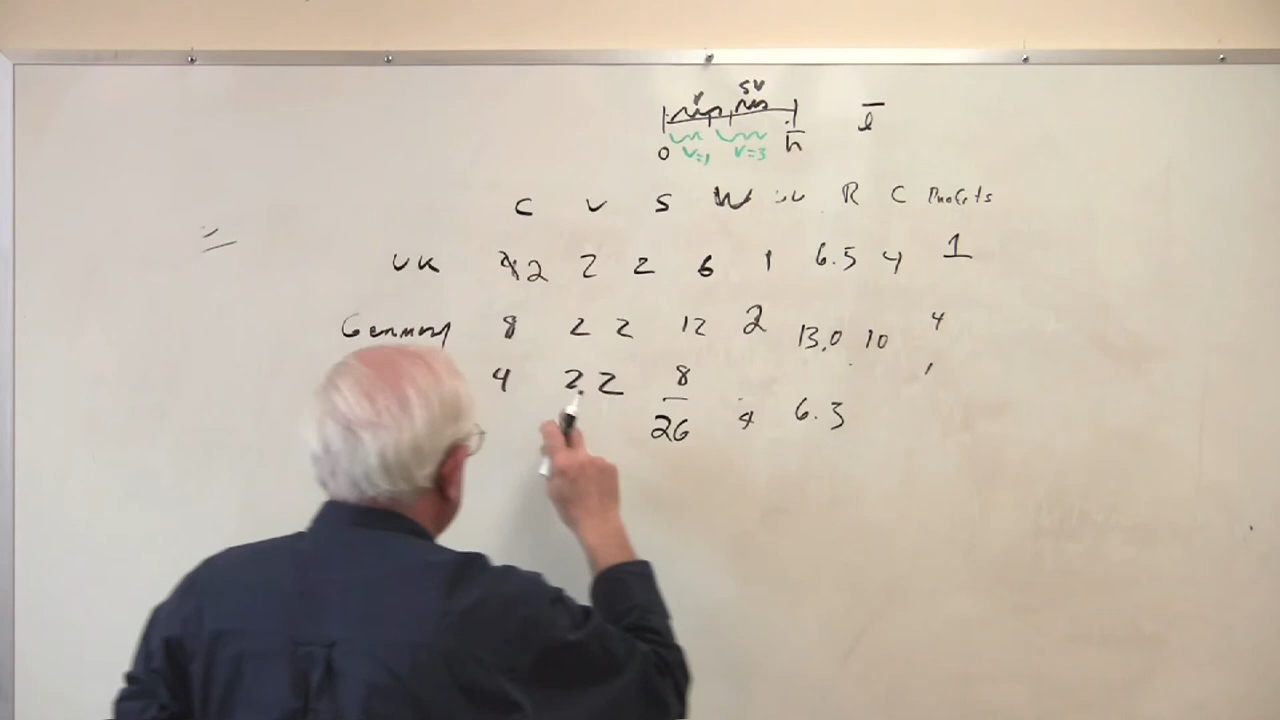 v sv
0 v=1 v=3 h̄ l̄
C V S W R C Profits
UK 2 2 2 6 1 6.5 4 1
Germany 8 2 2 12 2 13.0 10 4
4 2 2 8
26 4 6.3